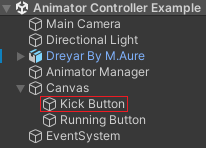 Animator Controller Example
Main Camera
Directional Light
Dreyar By M.Aure
Animator Manager
Canvas
Kick Button
Running Button
EventSystem